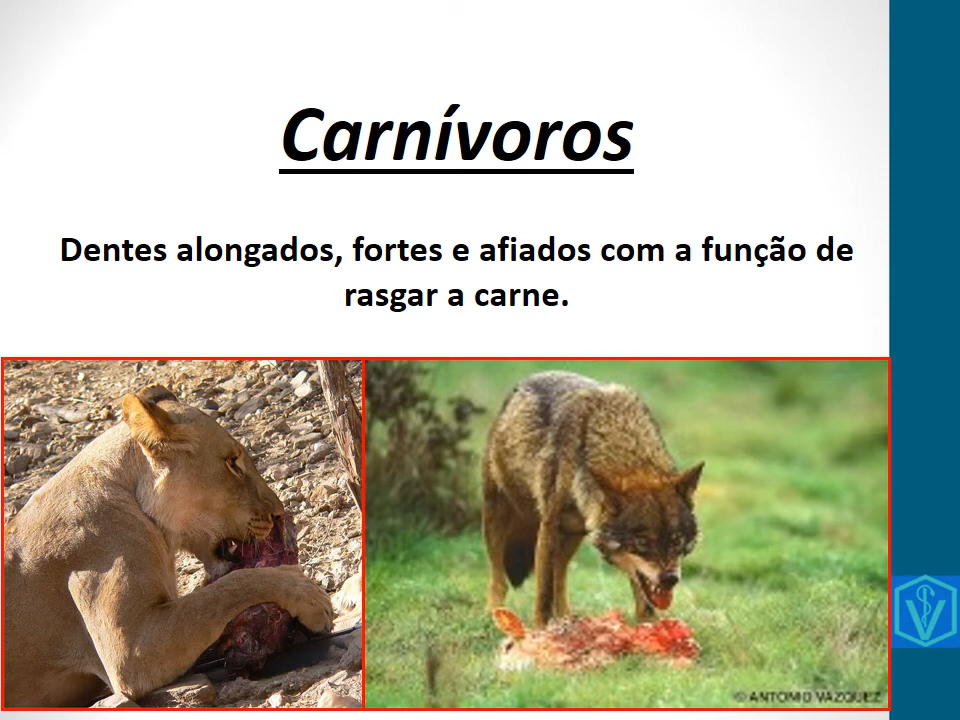 Carnívoros
Dentes alongados, fortes e afiados com a função de
rasgar a carne.
© ANTONIO VAZQUEZ